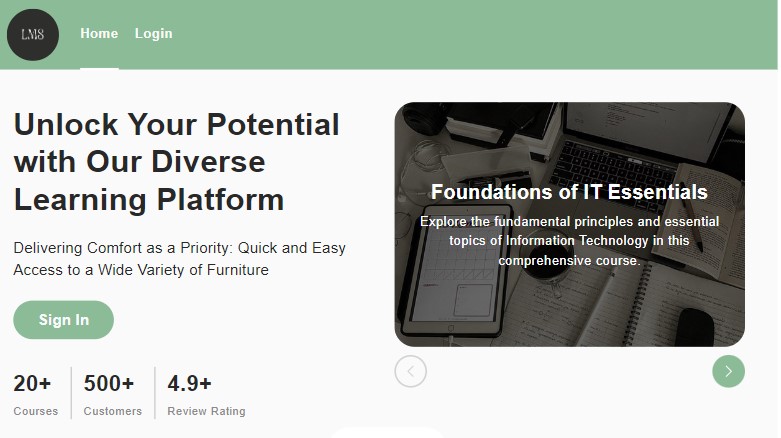 LMS
Home Login
Unlock Your Potential
with Our Diverse
Learning Platform
Delivering Comfort as a Priority: Quick and Easy
Access to a Wide Variety of Furniture
Sign In
20+
Courses
500+
Customers
4.9+
Review Rating
Foundations of IT Essentials
Explore the fundamental principles and essential
topics of Information Technology in this
comprehensive course.